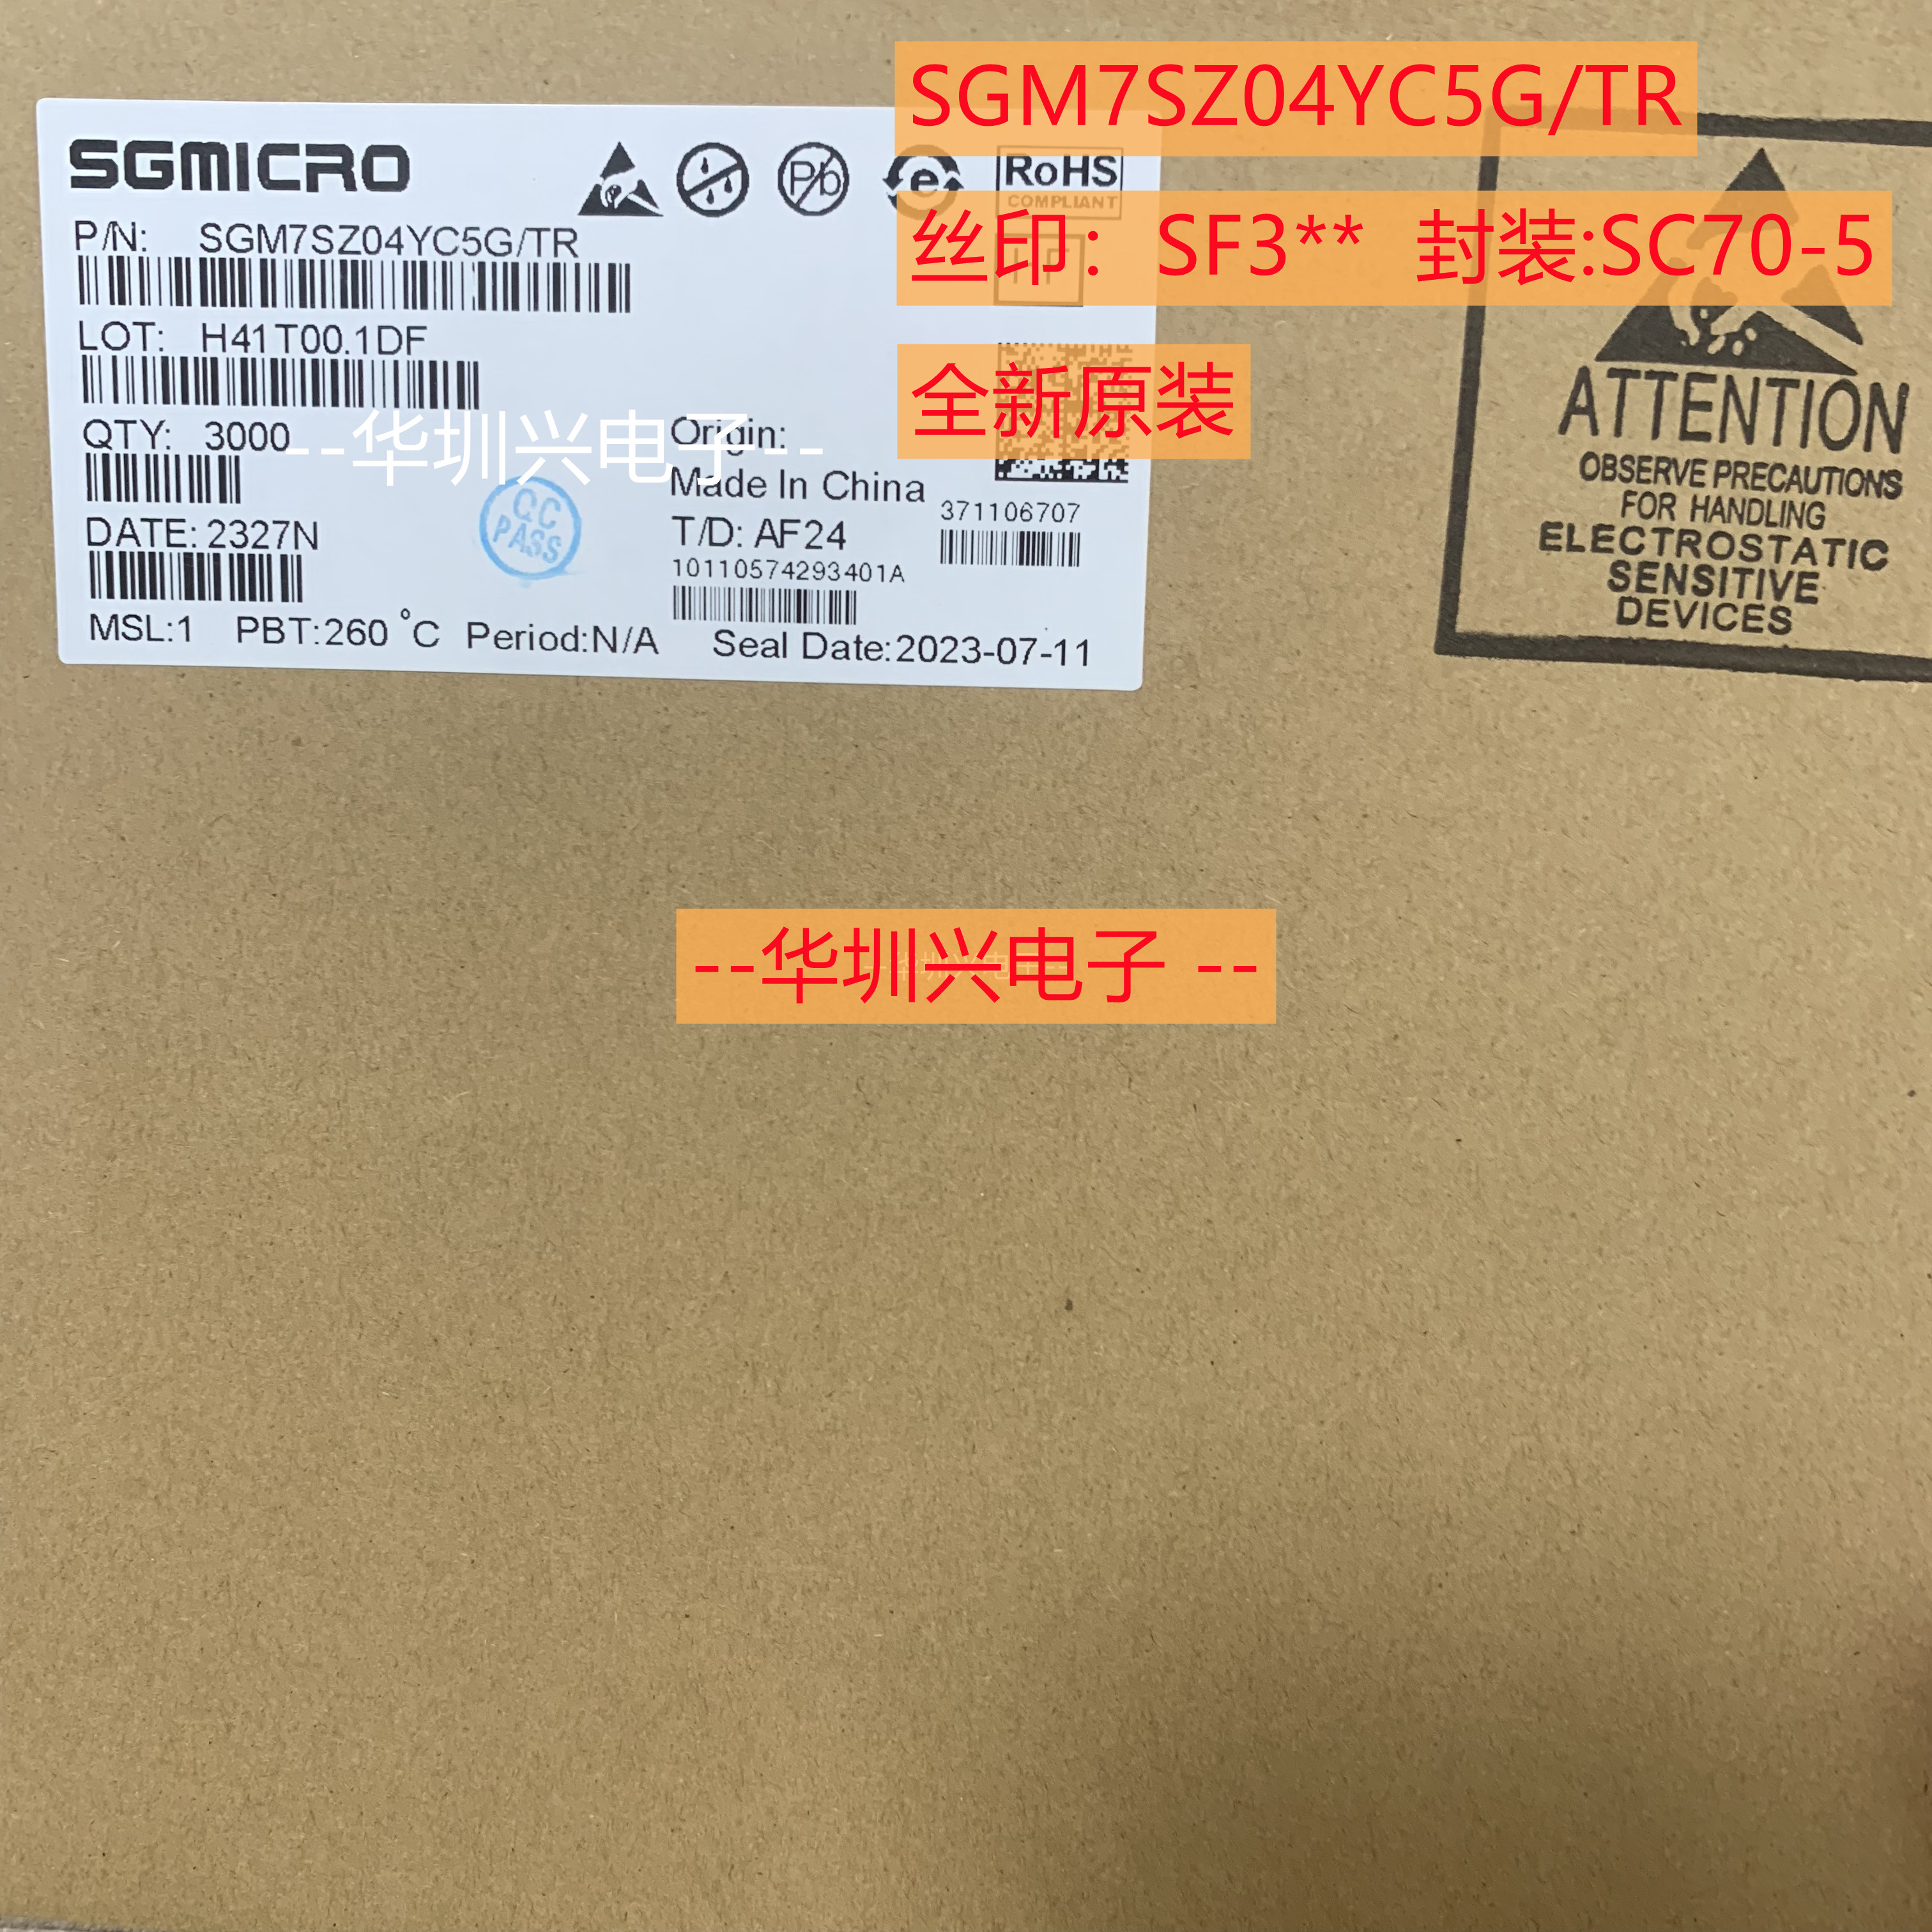 SGM7SZ04YC5G/TR
丝印：SF3** 封装:SC70-5
全新原装
SGMICRO
Pb
e
RoHS
COMPLIANT
HF
P/N: SGM7SZ04YC5G/TR
LOT: H41T00.1DF
QTY: 3000
--华圳兴电子--
Origin:
Made In China
371106707
DATE: 2327N
QC
PASS
T/D: AF24
10110574293401A
MSL:1 PBT:260 °C Period:N/A Seal Date:2023-07-11
ATTENTION
OBSERVE PRECAUTIONS
FOR HANDLING
ELECTROSTATIC
SENSITIVE
DEVICES
--华圳兴电子 --